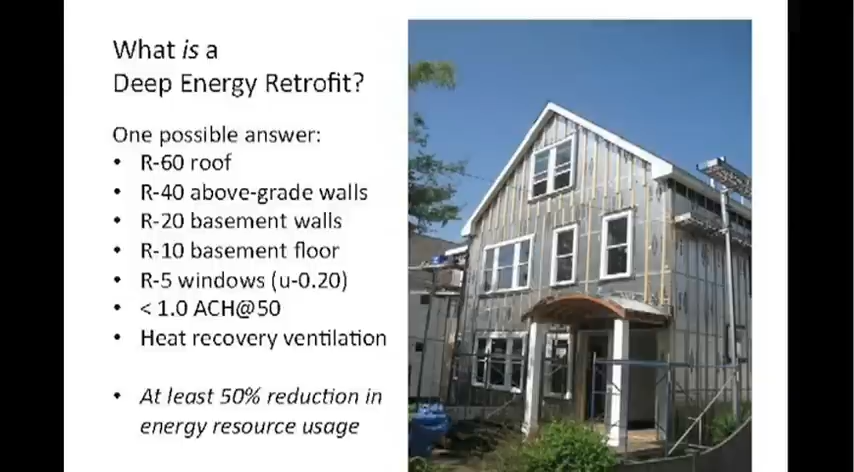 What is a
Deep Energy Retrofit?
One possible answer:
• R-60 roof
• R-40 above-grade walls
• R-20 basement walls
• R-10 basement floor
• R-5 windows (u-0.20)
• < 1.0 ACH@50
• Heat recovery ventilation
• At least 50% reduction in
energy resource usage